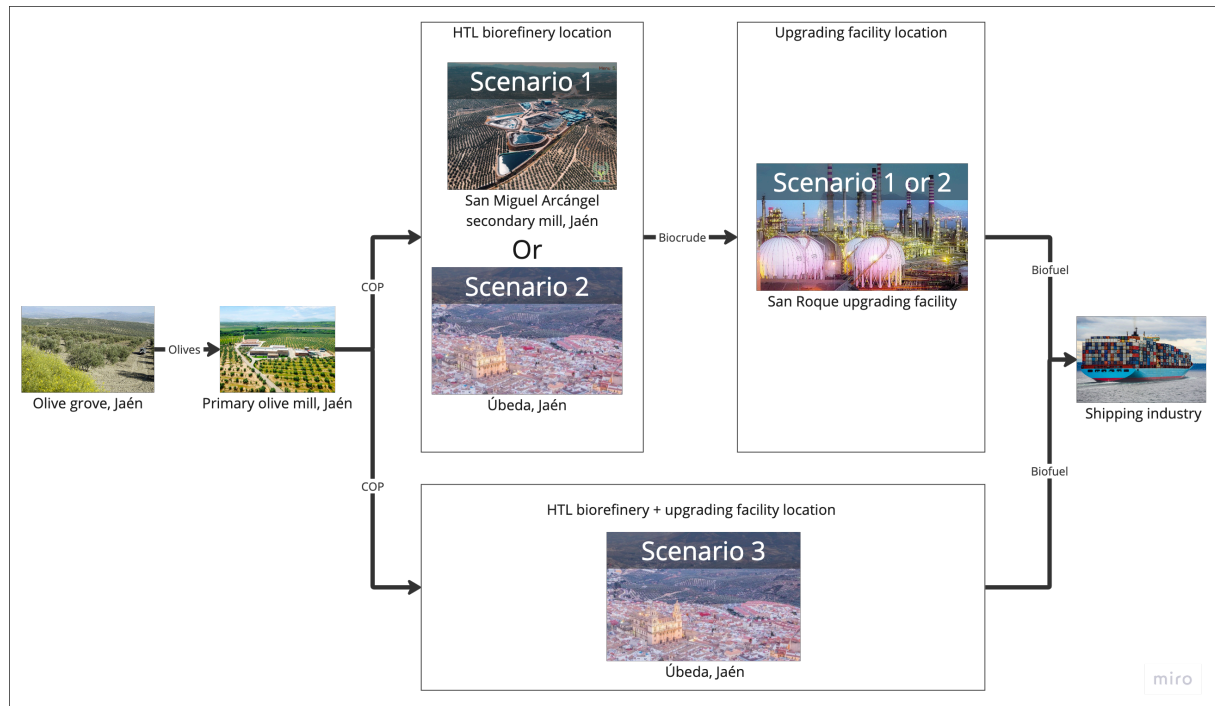 HTL biorefinery location
Scenario 1
San Miguel Arcángel
secondary mill, Jaén
Or
Scenario 2
Úbeda, Jaén
Upgrading facility location
Scenario 1 or 2
San Roque upgrading facility
Biocrude
COP
Biofuel
Olives
Olive grove, Jaén
Primary olive mill, Jaén
Shipping industry
COP
Biofuel
HTL biorefinery + upgrading facility location
Scenario 3
Úbeda, Jaén
miro